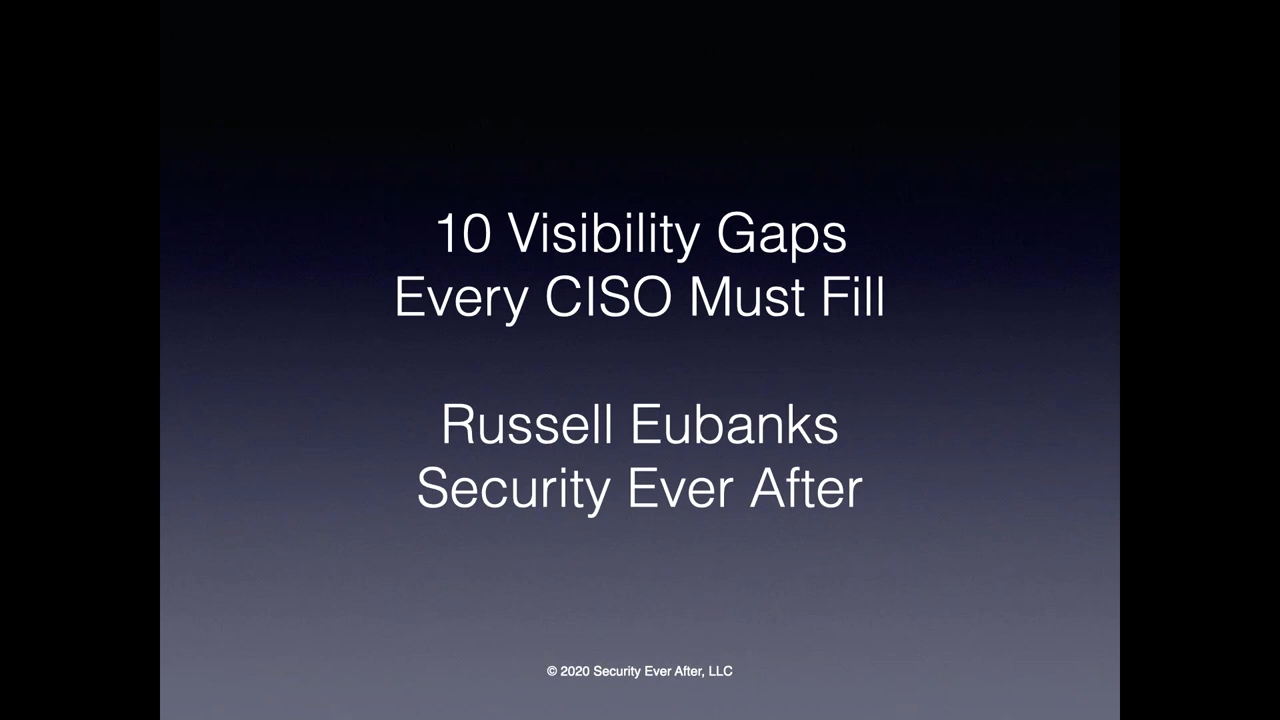 10 Visibility Gaps
Every CISO Must Fill
Russell Eubanks
Security Ever After
© 2020 Security Ever After, LLC